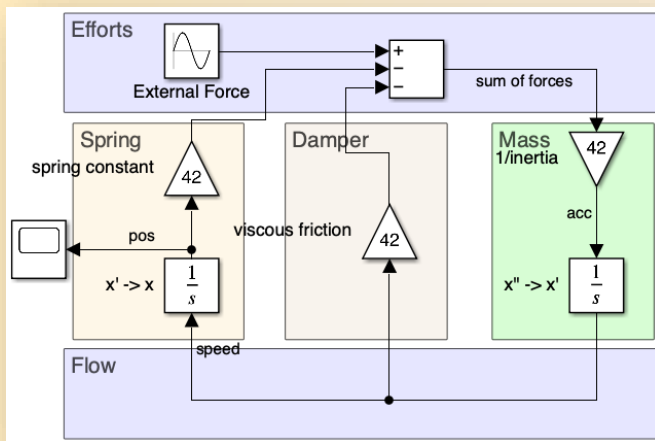 Efforts
External Force
+
−
−
sum of forces
Spring
spring constant
42
pos
x' -> x
1
s
speed
Damper
viscous friction
42
Mass
1/inertia
42
acc
x" -> x'
1
s
Flow